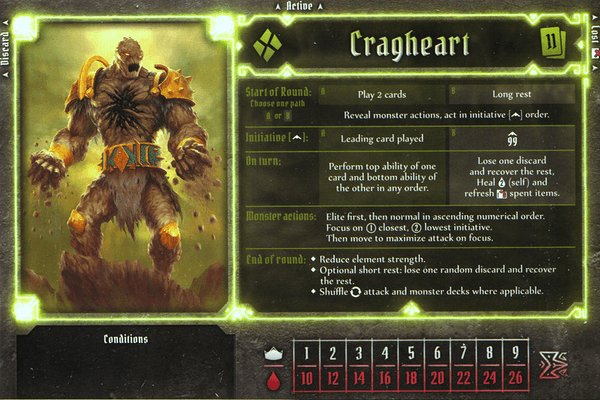 Active
Discard
Lost
Cragheart
11
Start of Round:
Choose one path
A or B
A Play 2 cards
B Long rest
Reveal monster actions, act in initiative [ ] order.
Initiative [ ]:
A Leading card played
B 99
On turn:
Perform top ability of one
card and bottom ability of
the other in any order.
Lose one discard
and recover the rest,
Heal 2 (self) and
refresh spent items.
Monster actions:
Elite first, then normal in ascending numerical order.
Focus on ① closest, ② lowest initiative.
Then move to maximize attack on focus.
End of round:
◆ Reduce element strength.
◆ Optional short rest: lose one random discard and recover
the rest.
◆ Shuffle attack and monster decks where applicable.
Conditions
1 2 3 4 5 6 7 8 9
10 12 14 16 18 20 22 24 26